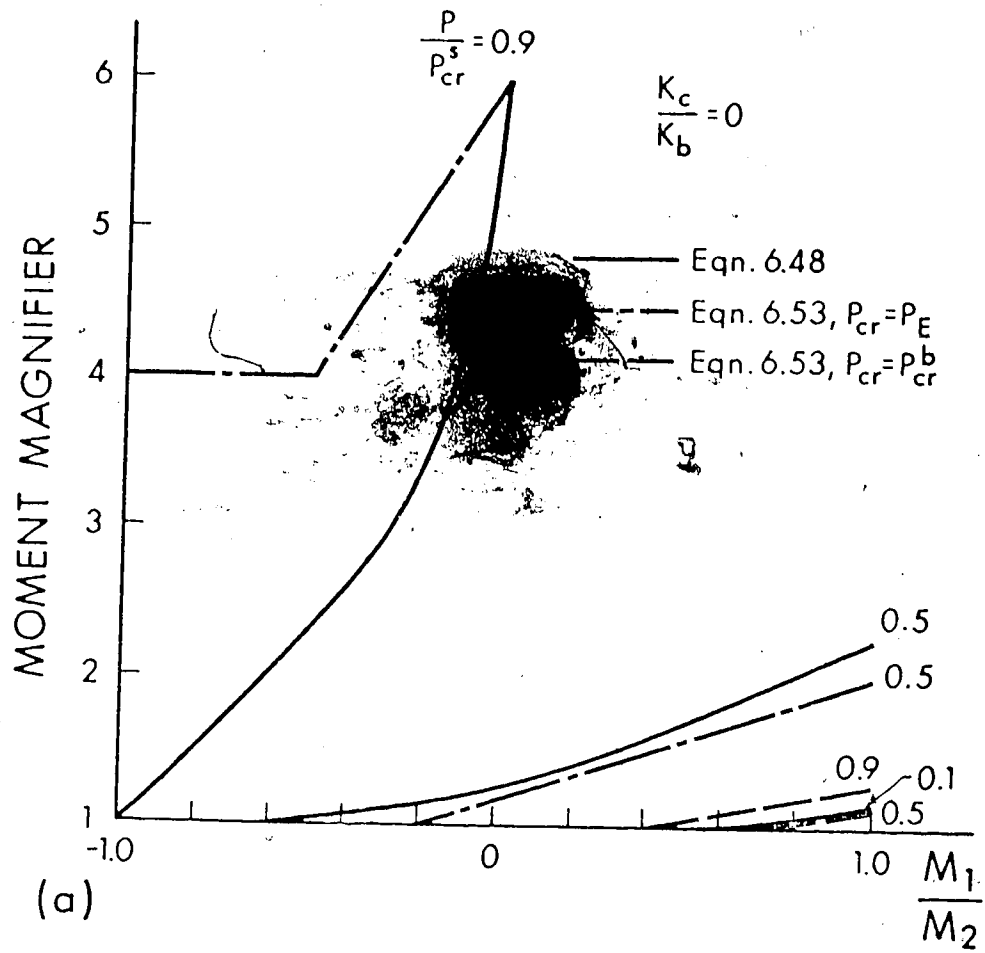 P/P_cr^s = 0.9
K_c/K_b = 0
6
5
4
3
2
1
MOMENT MAGNIFIER
Eqn. 6.48
Eqn. 6.53, P_cr = P_E
Eqn. 6.53, P_cr = P_cr^b
0.5
0.5
0.9
0.1
0.5
-1.0
0
1.0
M_1/M_2
(a)